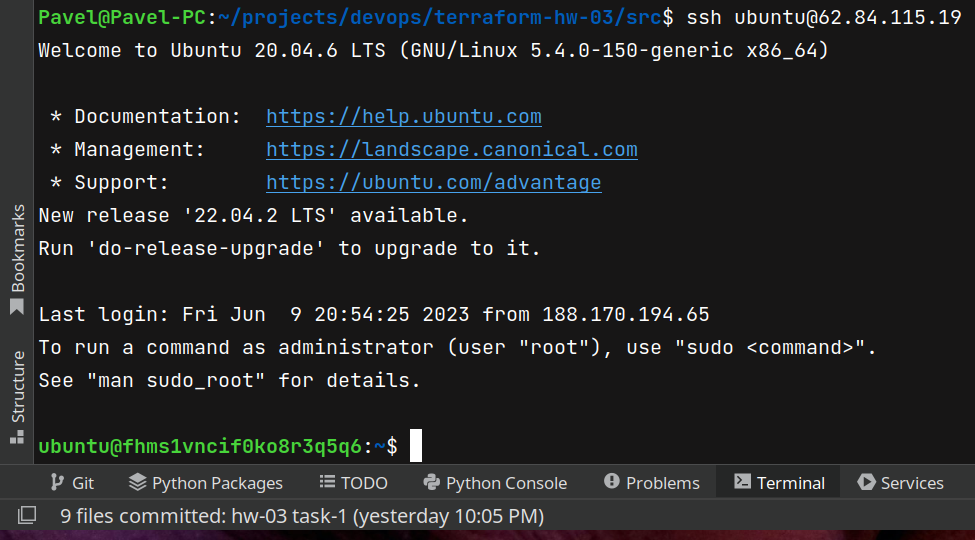 Pavel@Pavel-PC:~/projects/devops/terraform-hw-03/src$ ssh ubuntu@62.84.115.19
Welcome to Ubuntu 20.04.6 LTS (GNU/Linux 5.4.0-150-generic x86_64)
* Documentation:  https://help.ubuntu.com
* Management:     https://landscape.canonical.com
* Support:        https://ubuntu.com/advantage
New release '22.04.2 LTS' available.
Run 'do-release-upgrade' to upgrade to it.
Last login: Fri Jun  9 20:54:25 2023 from 188.170.194.65
To run a command as administrator (user "root"), use "sudo <command>".
See "man sudo_root" for details.
ubuntu@fhms1vncif0ko8r3q5q6:~$
Bookmarks
Structure
Git
Python Packages
TODO
Python Console
Problems
Terminal
Services
9 files committed: hw-03 task-1 (yesterday 10:05 PM)